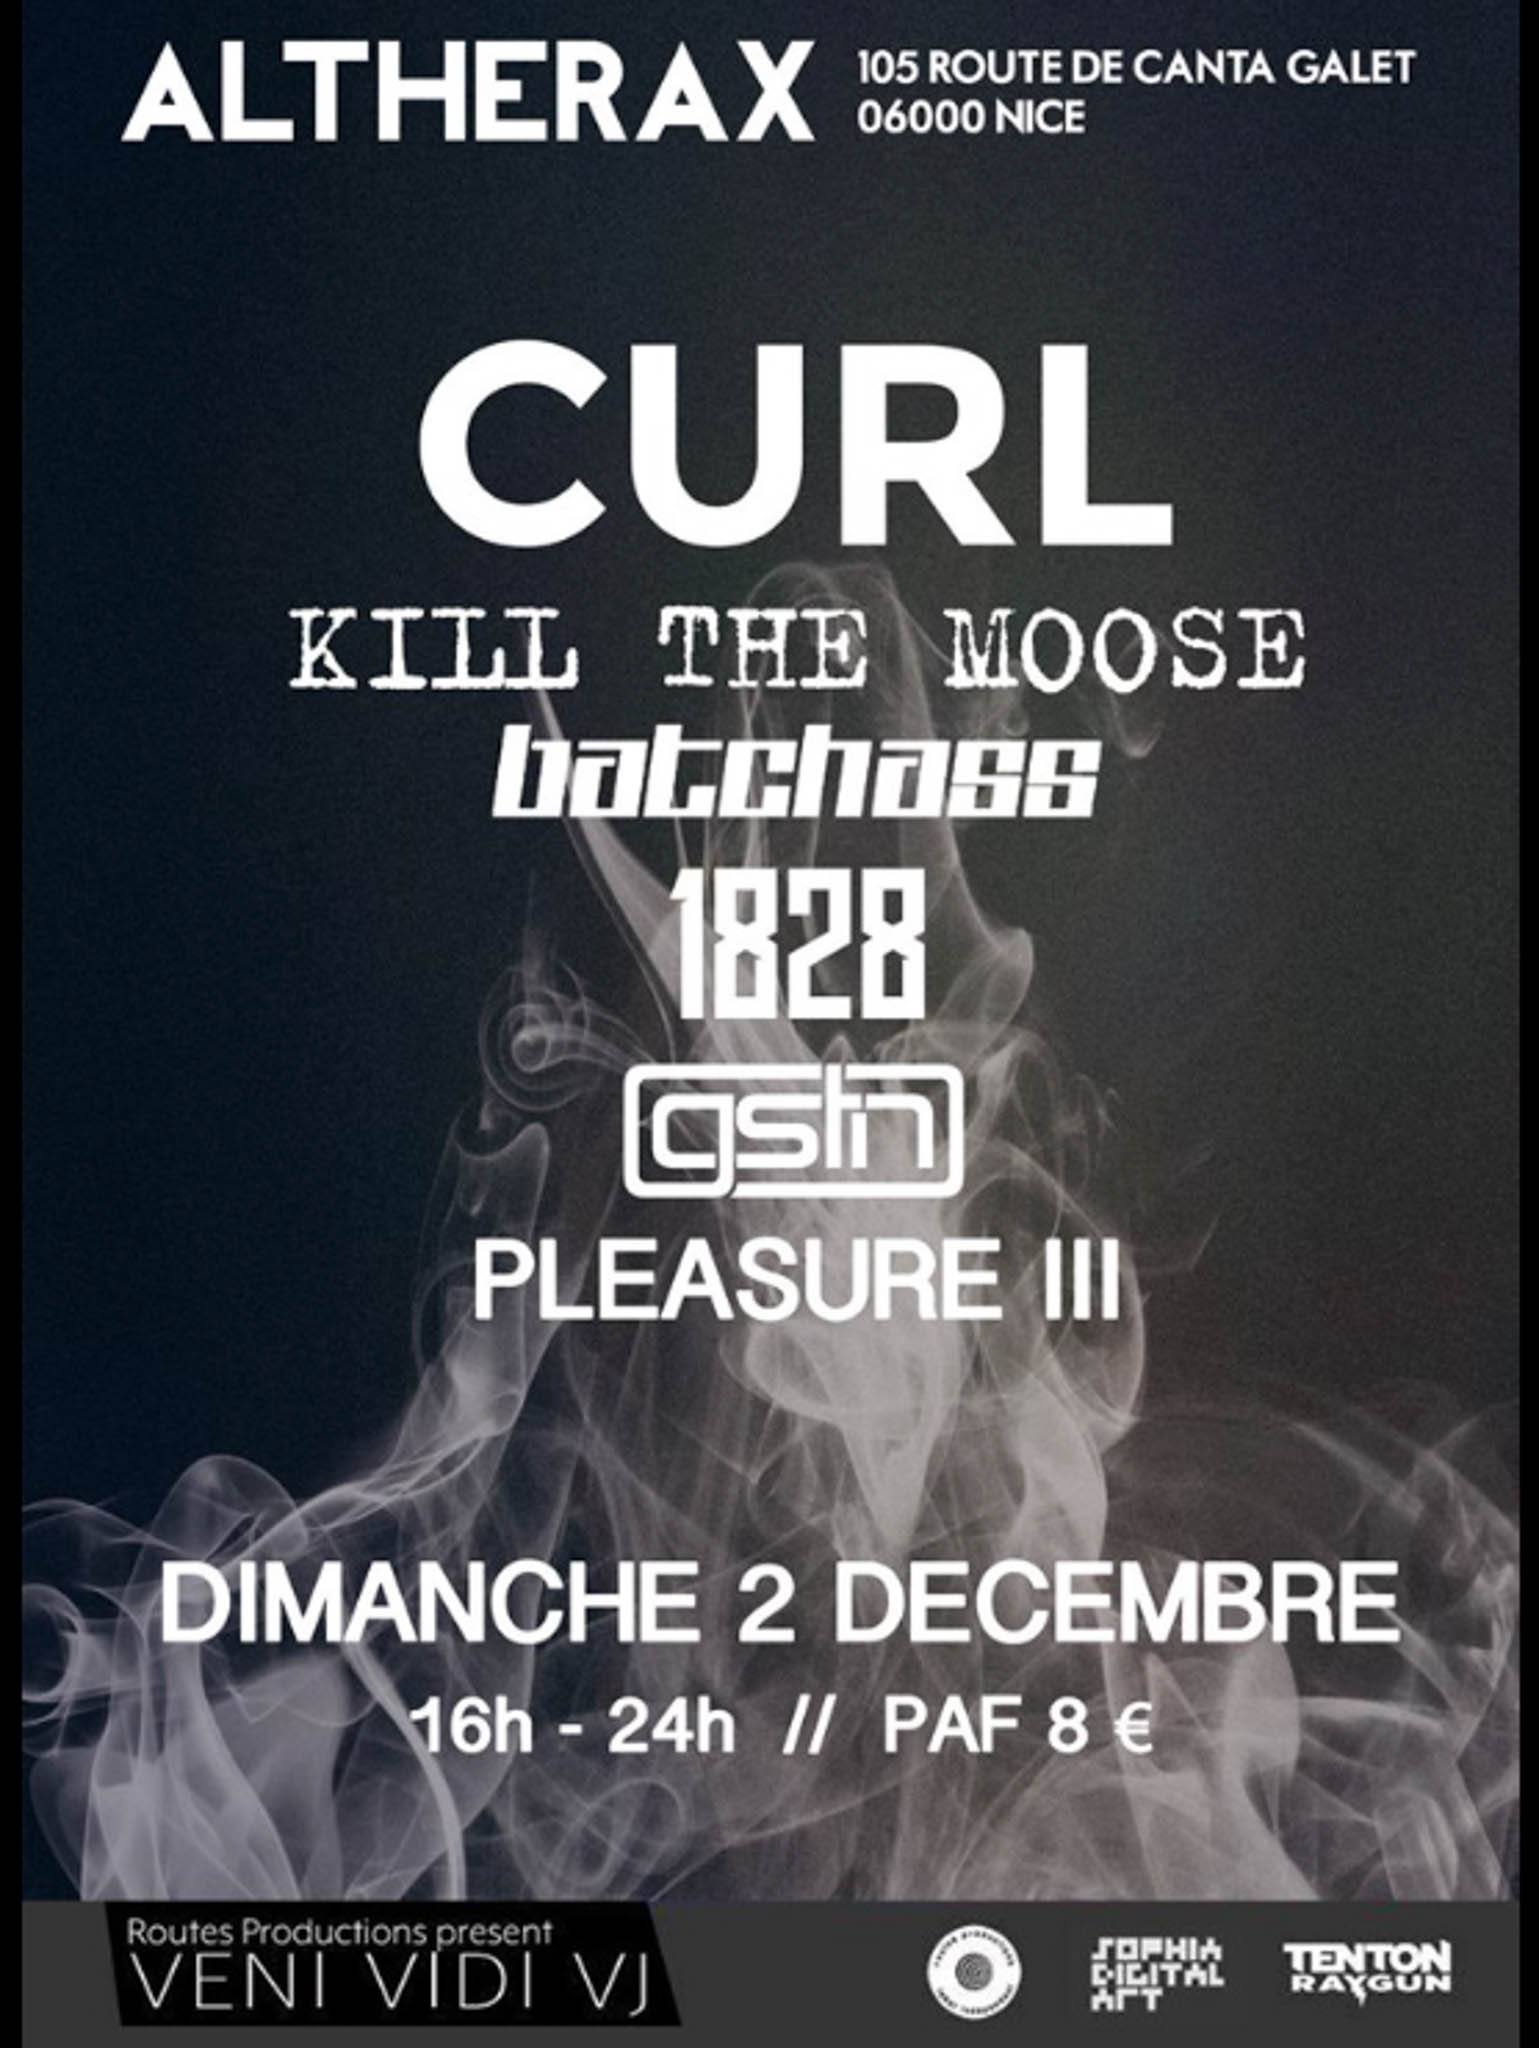 ALTHERAX
105 ROUTE DE CANTA GALET
06000 NICE
CURL
KILL THE MOOSE
batchass
1828
gstn
PLEASURE III
DIMANCHE 2 DECEMBRE
16h - 24h // PAF 8 €
Routes Productions present
VENI VIDI VJ
SOPHIA
DIGITAL
ART
TENTON
RAYGUN